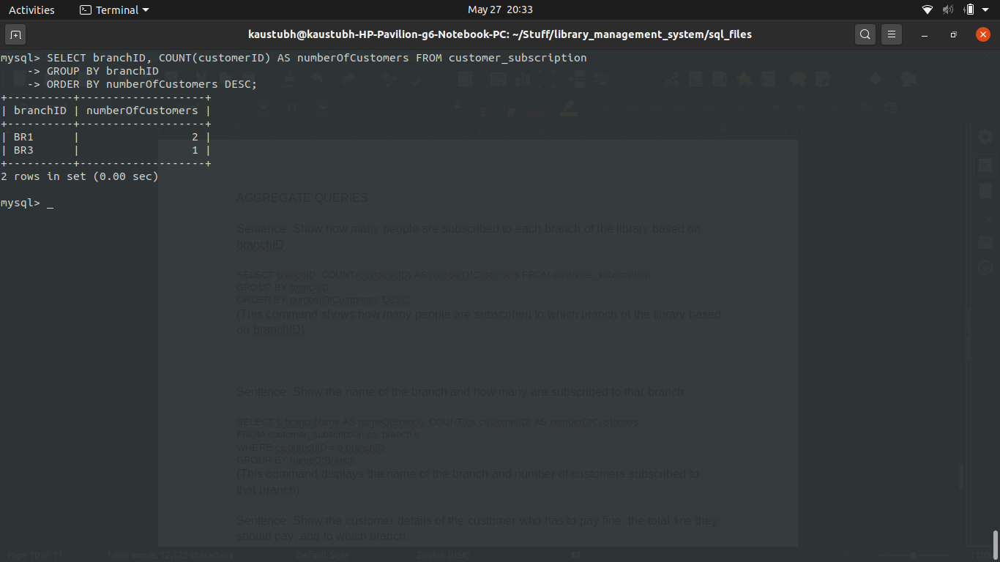 Activities
Terminal
May 27 20:33
kaustubh@kaustubh-HP-Pavilion-g6-Notebook-PC: ~/Stuff/library_management_system/sql_files
mysql> SELECT branchID, COUNT(customerID) AS numberOfCustomers FROM customer_subscription
-> GROUP BY branchID
-> ORDER BY numberOfCustomers DESC;
+----------+-------------------+
| branchID | numberOfCustomers |
+----------+-------------------+
| BR1      |                 2 |
| BR3      |                 1 |
+----------+-------------------+
2 rows in set (0.00 sec)
mysql> _
11
AGGREGATE QUERIES
Sentence: Show how many people are subscribed to each branch of the library based on
branchID.
SELECT branchID, COUNT(customerID) AS numberOfCustomers FROM customer_subscription
GROUP BY branchID
ORDER BY numberOfCustomers DESC;
(This command shows how many people are subscribed to which branch of the library based
on branchID)
Sentence: Show the name of the branch and how many are subscribed to that branch.
SELECT b.branchName AS nameOfBranch, COUNT(cs.customerID) AS numberOfCustomers
FROM customer_subscription cs, branch b
WHERE cs.branchID = b.branchID
GROUP BY nameOfBranch
(This command displays the name of the branch and number of customers subscribed to
that branch)
Sentence: Show the customer details of the customer who has to pay fine, the total fine they
should pay, and to which branch.
Page 10 of 11
1,686 words, 12,122 characters
Default Style
English (USA)